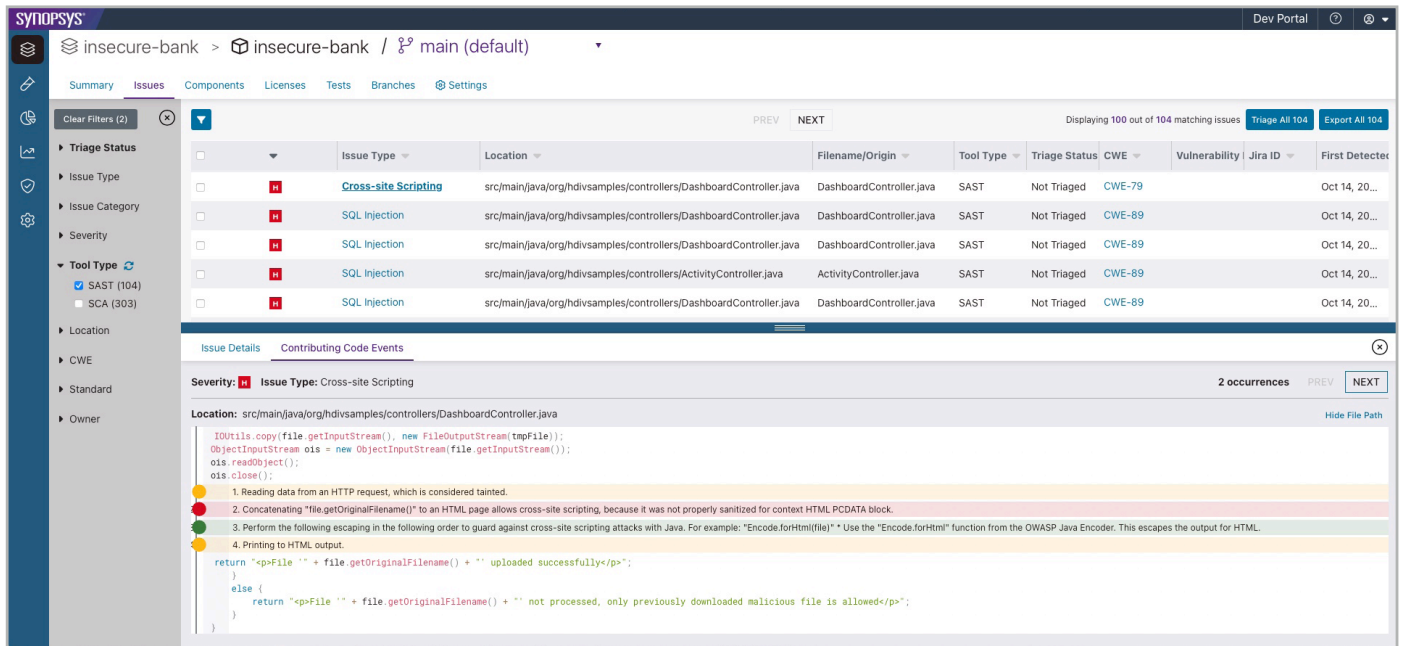 SYNOPSYS®
Dev Portal
insecure-bank > insecure-bank / main (default)
Summary Issues Components Licenses Tests Branches Settings
Clear Filters (2)
PREV NEXT Displaying 100 out of 104 matching issues Triage All 104 Export All 104
Triage Status
Issue Type
Issue Category
Severity
Tool Type
SAST (104)
SCA (303)
Location
CWE
Standard
Owner
Issue Type Location Filename/Origin Tool Type Triage Status CWE Vulnerability Jira ID First Detected
H Cross-site Scripting src/main/java/org/hdivsamples/controllers/DashboardController.java DashboardController.java SAST Not Triaged CWE-79 Oct 14, 20...
H SQL Injection src/main/java/org/hdivsamples/controllers/DashboardController.java DashboardController.java SAST Not Triaged CWE-89 Oct 14, 20...
H SQL Injection src/main/java/org/hdivsamples/controllers/DashboardController.java DashboardController.java SAST Not Triaged CWE-89 Oct 14, 20...
H SQL Injection src/main/java/org/hdivsamples/controllers/ActivityController.java ActivityController.java SAST Not Triaged CWE-89 Oct 14, 20...
H SQL Injection src/main/java/org/hdivsamples/controllers/DashboardController.java DashboardController.java SAST Not Triaged CWE-89 Oct 14, 20...
Issue Details Contributing Code Events
Severity: H Issue Type: Cross-site Scripting 2 occurrences PREV NEXT
Location: src/main/java/org/hdivsamples/controllers/DashboardController.java Hide File Path
IOUtils.copy(file.getInputStream(), new FileOutputStream(tmpFile));
ObjectInputStream ois = new ObjectInputStream(file.getInputStream());
ois.readObject();
ois.close();
1. Reading data from an HTTP request, which is considered tainted.
2. Concatenating "file.getOriginalFilename()" to an HTML page allows cross-site scripting, because it was not properly sanitized for context HTML PCDATA block.
3. Perform the following escaping in the following order to guard against cross-site scripting attacks with Java. For example: "Encode.forHtml(file)" * Use the "Encode.forHtml" function from the OWASP Java Encoder. This escapes the output for HTML.
4. Printing to HTML output.
return "<p>File '" + file.getOriginalFilename() + "' uploaded successfully</p>";
}
else {
return "<p>File '" + file.getOriginalFilename() + "' not processed, only previously downloaded malicious file is allowed</p>";
}
}